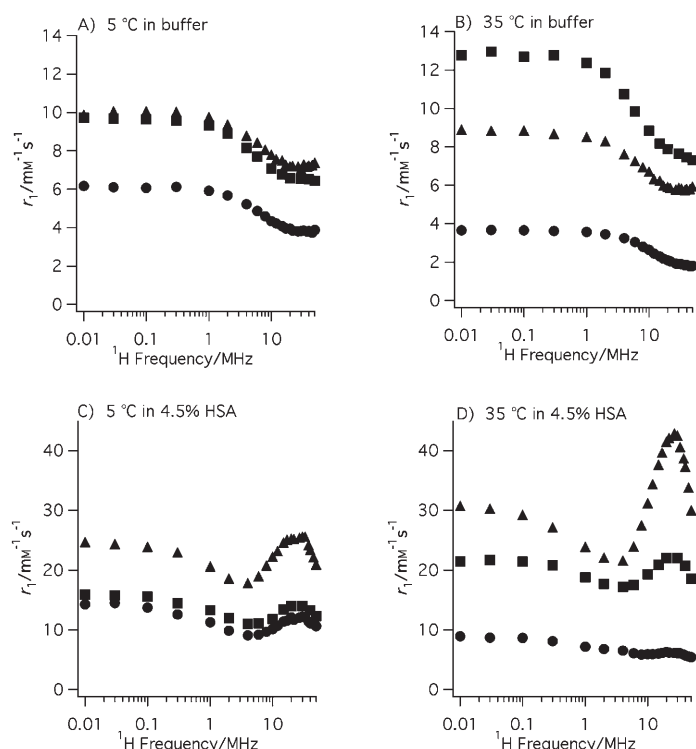 A) 5 °C in buffer
14
12
10
8
6
4
2
0
r₁/mM⁻¹ s⁻¹
0.01 0.1 1 10
¹H Frequency/MHz
B) 35 °C in buffer
14
12
10
8
6
4
2
0
r₁/mM⁻¹ s⁻¹
0.01 0.1 1 10
¹H Frequency/MHz
C) 5 °C in 4.5% HSA
40
30
20
10
0
r₁/mM⁻¹ s⁻¹
0.01 0.1 1 10
¹H Frequency/MHz
D) 35 °C in 4.5% HSA
40
30
20
10
0
r₁/mM⁻¹ s⁻¹
0.01 0.1 1 10
¹H Frequency/MHz